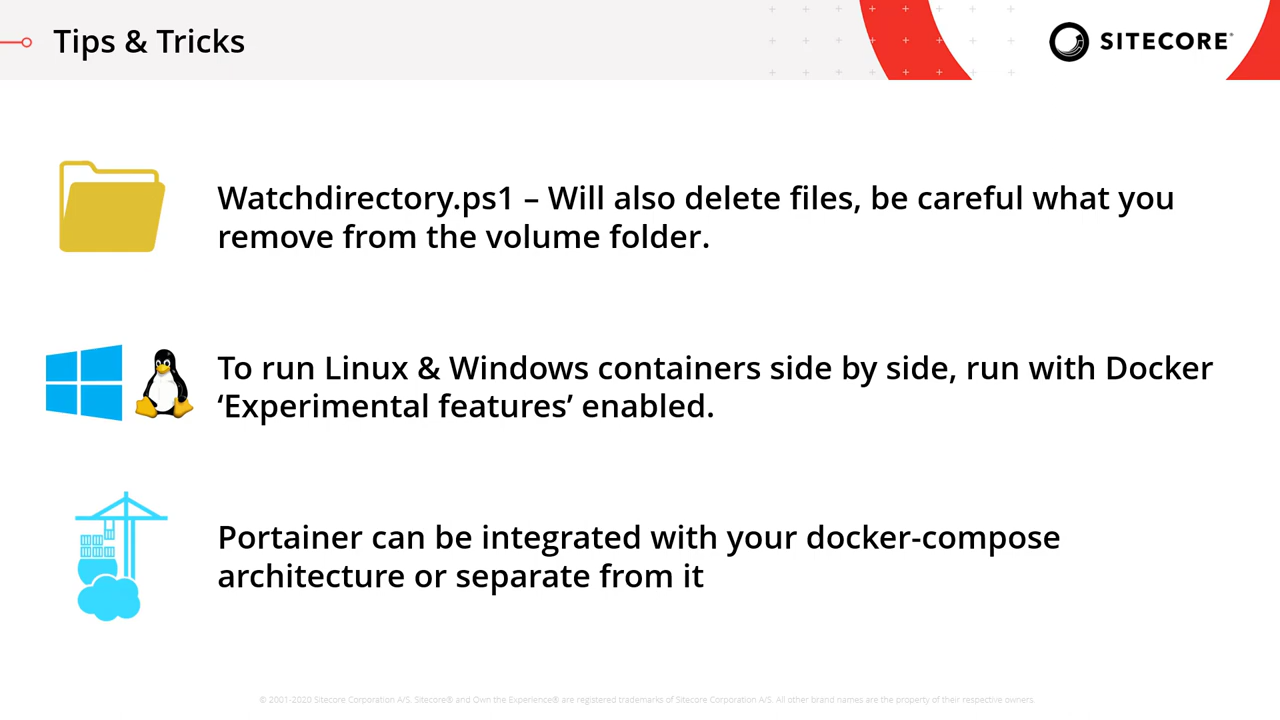 Tips & Tricks
SITECORE®
Watchdirectory.ps1 – Will also delete files, be careful what you
remove from the volume folder.
To run Linux & Windows containers side by side, run with Docker
‘Experimental features’ enabled.
Portainer can be integrated with your docker-compose
architecture or separate from it
© 2001-2020 Sitecore Corporation A/S. Sitecore® and Own the Experience® are registered trademarks of Sitecore Corporation A/S. All other brand names are the property of their respective owners.